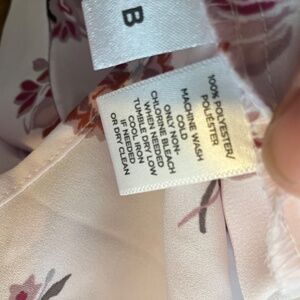 B
100% POLYESTER/
POLIESTER
MACHINE WASH
COLD
ONLY NON-
CHLORINE BLEACH
WHEN NEEDED
TUMBLE DRY LOW
COOL IRON
IF NEEDED
OR DRY CLEAN